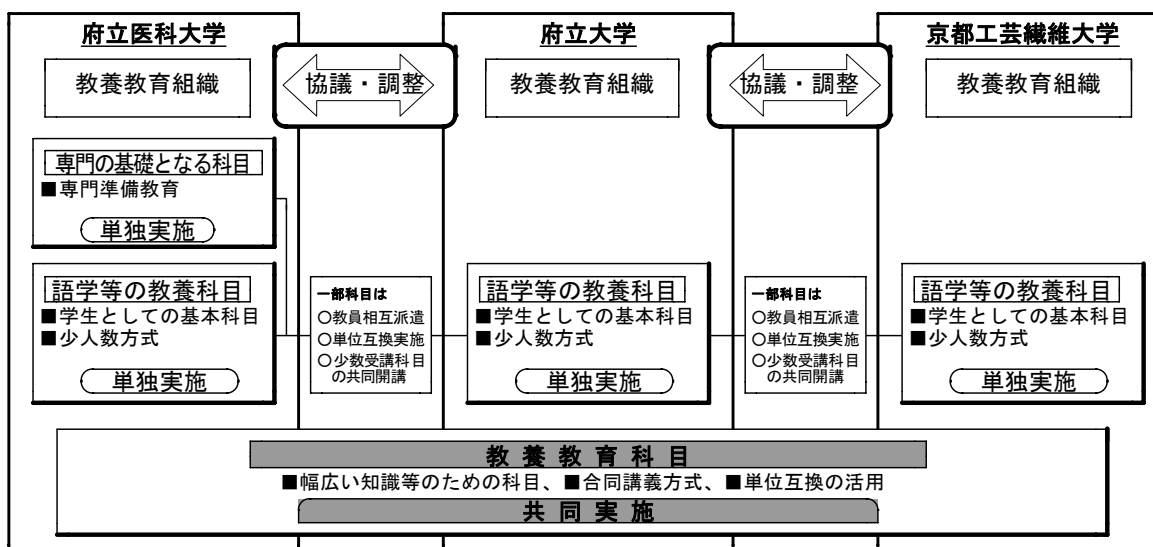 府立医科大学
府立大学
京都工芸繊維大学
教養教育組織
協議・調整
教養教育組織
協議・調整
教養教育組織
専門の基礎となる科目
■専門準備教育
単独実施
語学等の教養科目
■学生としての基本科目
■少人数方式
単独実施
一部科目は
○教員相互派遣
○単位互換実施
○少数受講科目
の共同開講
語学等の教養科目
■学生としての基本科目
■少人数方式
単独実施
一部科目は
○教員相互派遣
○単位互換実施
○少数受講科目
の共同開講
語学等の教養科目
■学生としての基本科目
■少人数方式
単独実施
教養教育科目
■幅広い知識等のための科目、■合同講義方式、■単位互換の活用
共同実施